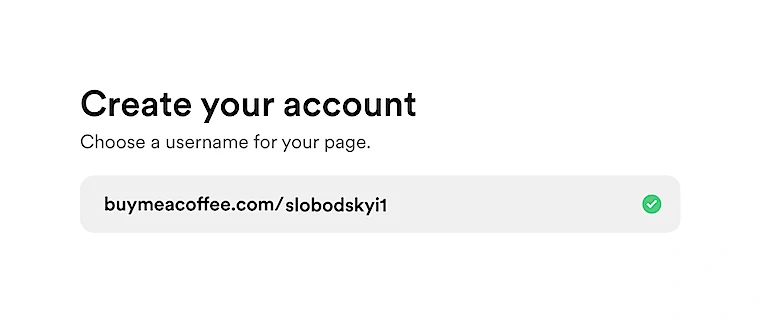 Create your account
Choose a username for your page.
buymeacoffee.com/slobodskyi1